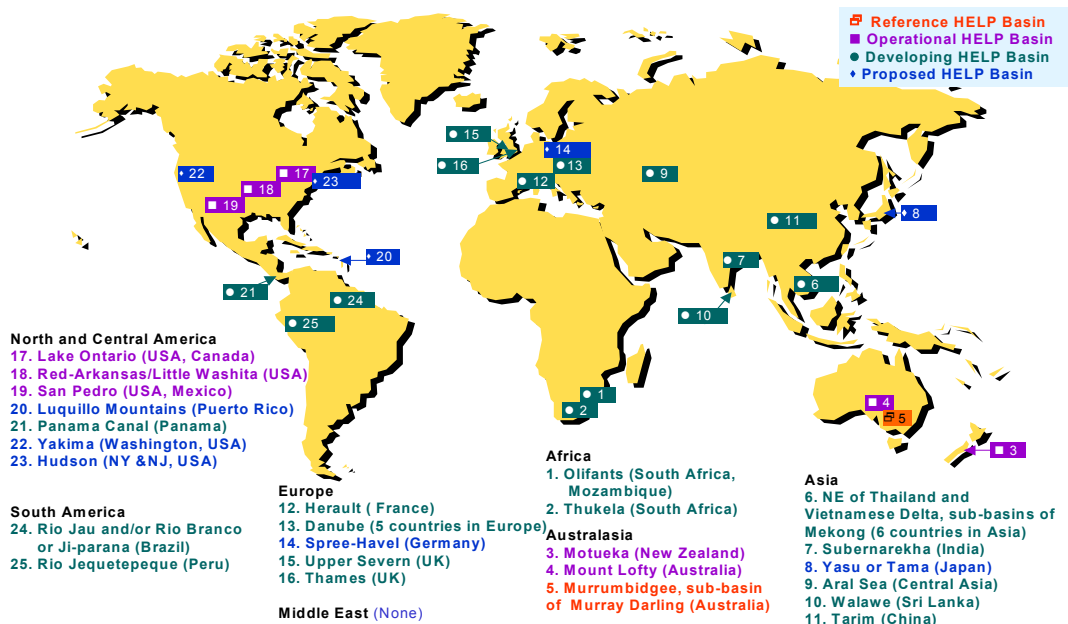 Reference HELP Basin
Operational HELP Basin
Developing HELP Basin
Proposed HELP Basin
15
16
14
13
12
9
22
17
18
23
19
11
8
20
7
6
21
24
10
25
1
2
4
5
3
North and Central America
17. Lake Ontario (USA, Canada)
18. Red-Arkansas/Little Washita (USA)
19. San Pedro (USA, Mexico)
20. Luquillo Mountains (Puerto Rico)
21. Panama Canal (Panama)
22. Yakima (Washington, USA)
23. Hudson (NY &NJ, USA)
South America
24. Rio Jau and/or Rio Branco
or Ji-parana (Brazil)
25. Rio Jequetepeque (Peru)
Europe
12. Herault ( France)
13. Danube (5 countries in Europe)
14. Spree-Havel (Germany)
15. Upper Severn (UK)
16. Thames (UK)
Middle East (None)
Africa
1. Olifants (South Africa,
Mozambique)
2. Thukela (South Africa)
Australasia
3. Motueka (New Zealand)
4. Mount Lofty (Australia)
5. Murrumbidgee, sub-basin
of Murray Darling (Australia)
Asia
6. NE of Thailand and
Vietnamese Delta, sub-basins of
Mekong (6 countries in Asia)
7. Subernarekha (India)
8. Yasu or Tama (Japan)
9. Aral Sea (Central Asia)
10. Walawe (Sri Lanka)
11. Tarim (China)